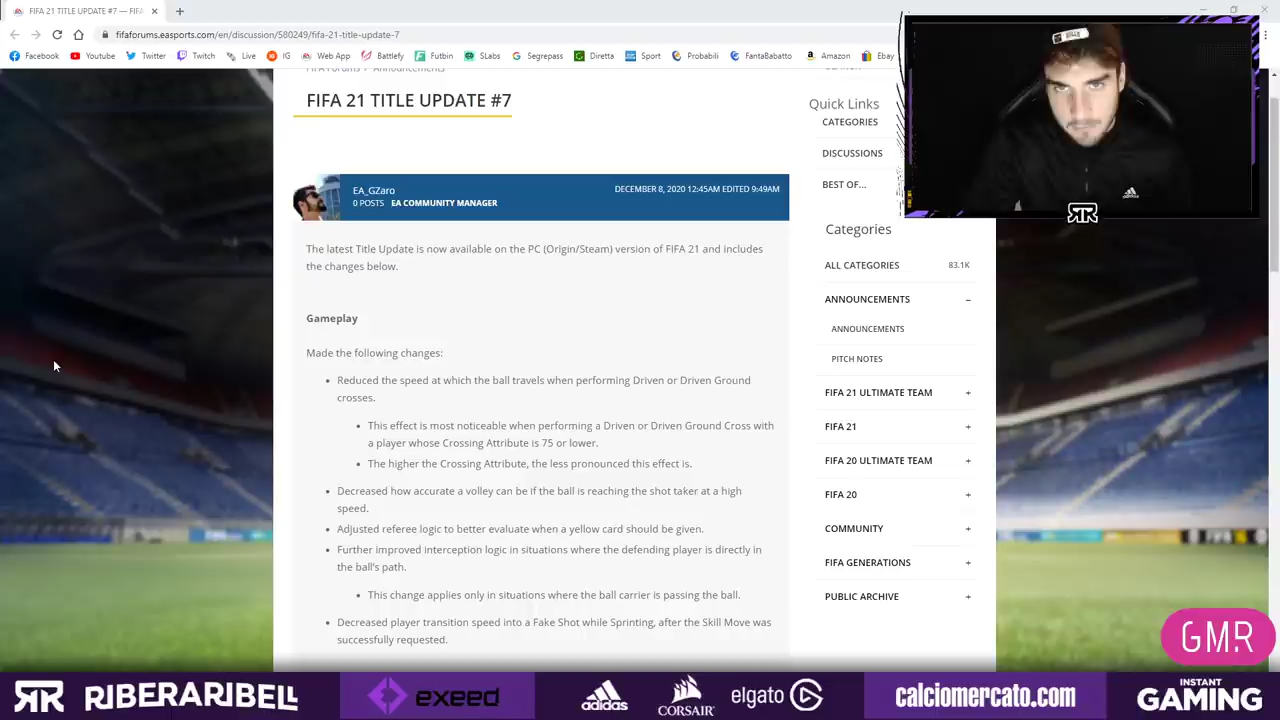 FIFA 21 TITLE UPDATE #7 — FIFA
fifaforums.easports.com/en/discussion/580249/fifa-21-title-update-7
Facebook Youtube Twitter Twitch Live IG Web App Battlefy Futbin SLabs Segrepass Diretta Sport Probabili FantaBabatto Amazon Ebay
FIFA Forums Announcements
FIFA 21 TITLE UPDATE #7
EA_GZaro
0 POSTS EA COMMUNITY MANAGER
DECEMBER 8, 2020 12:45AM EDITED 9:49AM
The latest Title Update is now available on the PC (Origin/Steam) version of FIFA 21 and includes
the changes below.
Gameplay
Made the following changes:
• Reduced the speed at which the ball travels when performing Driven or Driven Ground
crosses.
• This effect is most noticeable when performing a Driven or Driven Ground Cross with
a player whose Crossing Attribute is 75 or lower.
• The higher the Crossing Attribute, the less pronounced this effect is.
• Decreased how accurate a volley can be if the ball is reaching the shot taker at a high
speed.
• Adjusted referee logic to better evaluate when a yellow card should be given.
• Further improved interception logic in situations where the defending player is directly in
the ball's path.
• This change applies only in situations where the ball carrier is passing the ball.
• Decreased player transition speed into a Fake Shot while Sprinting, after the Skill Move was
successfully requested.
Quick Links
CATEGORIES
DISCUSSIONS
BEST OF...
Categories
ALL CATEGORIES 83.1K
ANNOUNCEMENTS –
ANNOUNCEMENTS
PITCH NOTES
FIFA 21 ULTIMATE TEAM +
FIFA 21 +
FIFA 20 ULTIMATE TEAM +
FIFA 20 +
COMMUNITY +
FIFA GENERATIONS +
PUBLIC ARCHIVE +
GMR
RIBERARIBELL exeed adidas CORSAIR elgato calciomercato.com INSTANT GAMING